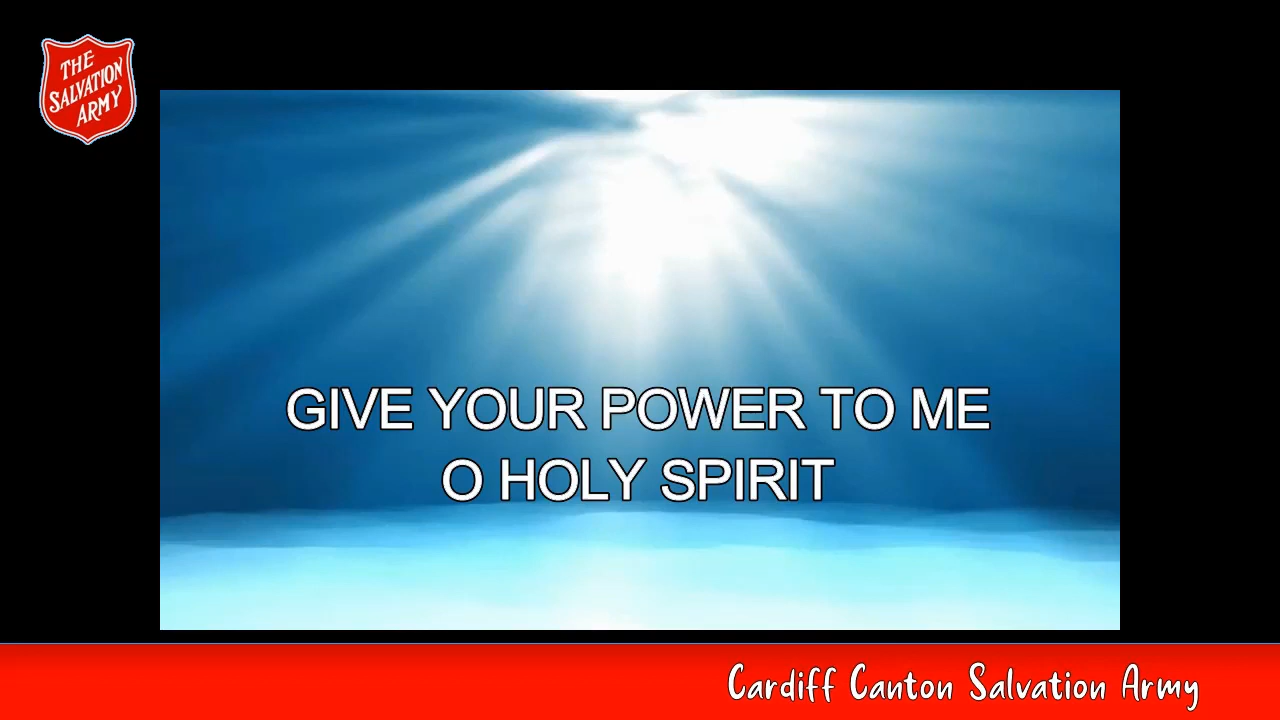 THE
SALVATION
ARMY
GIVE YOUR POWER TO ME
O HOLY SPIRIT
Cardiff Canton Salvation Army